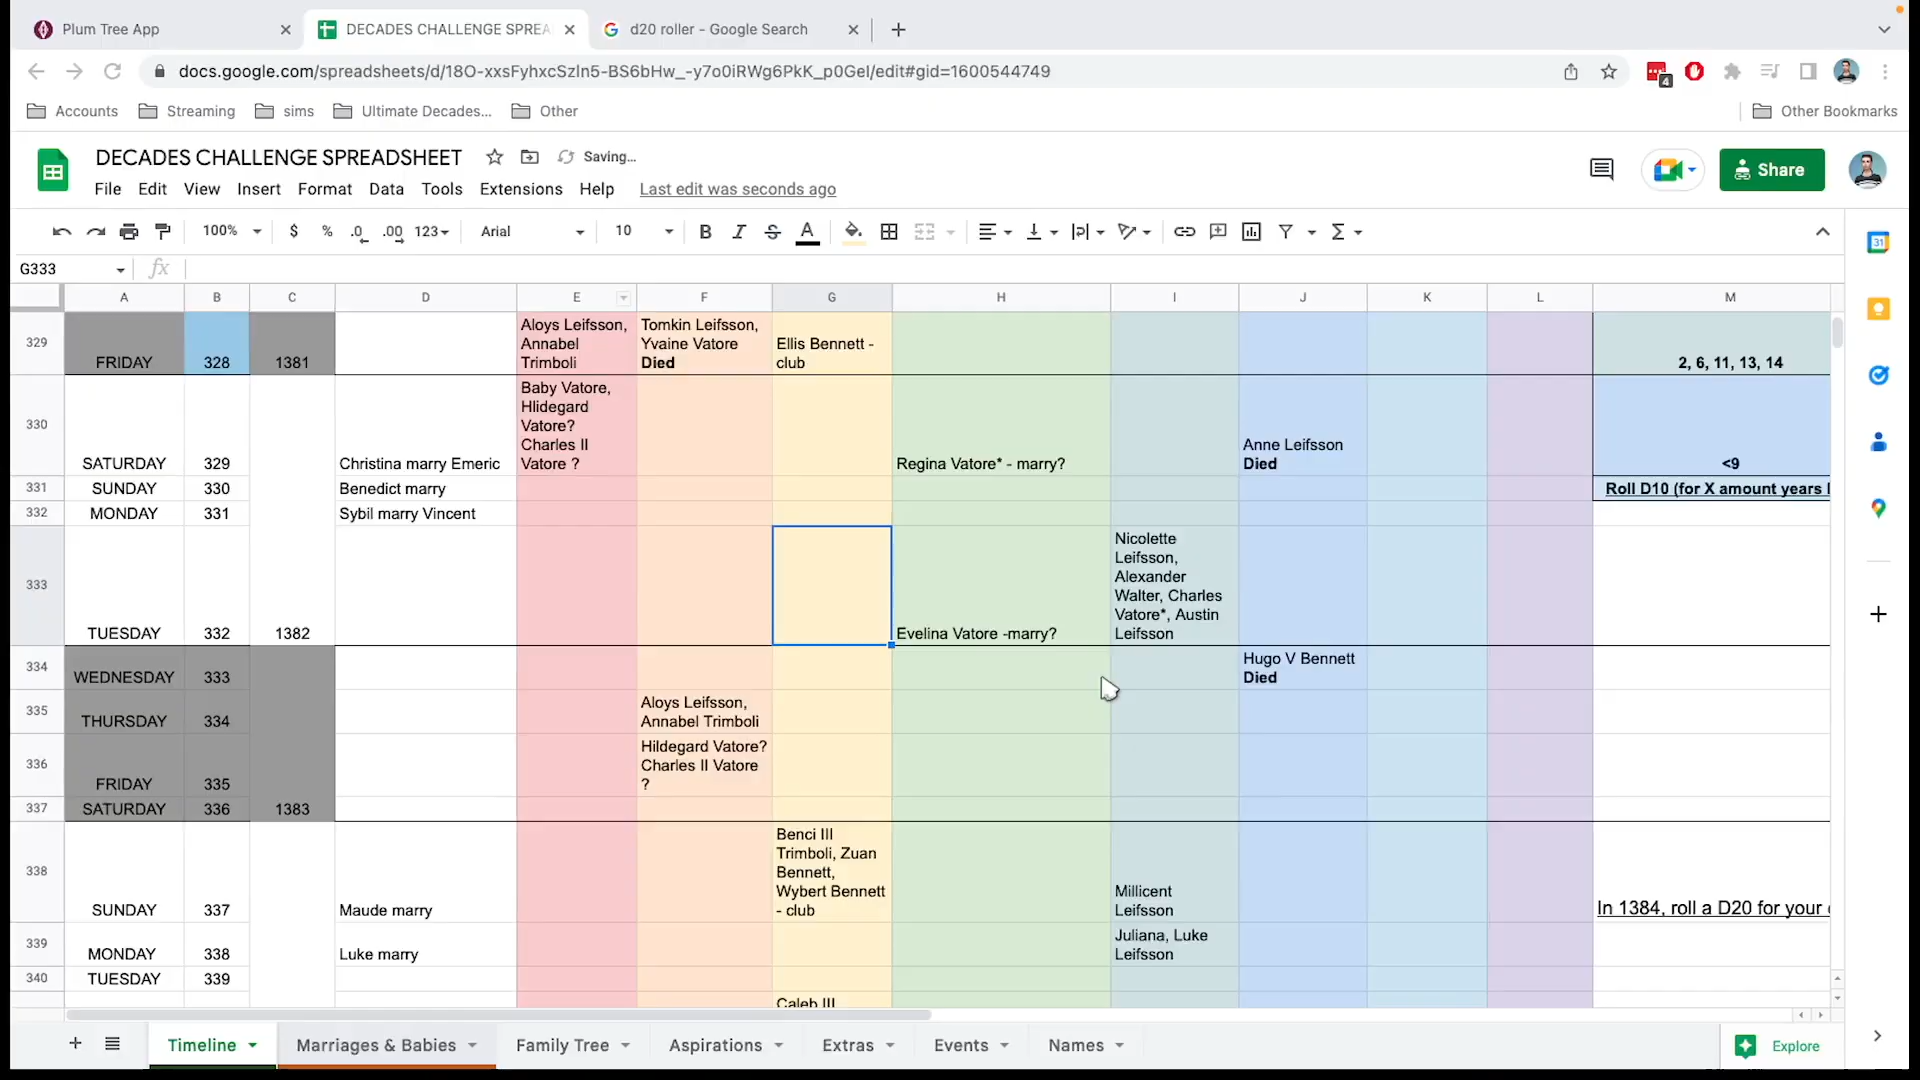 Plum Tree App
DECADES CHALLENGE SPREA
d20 roller - Google Search
docs.google.com/spreadsheets/d/18O-xxsFyhxcSzln5-BS6bHw_-y7o0iRWg6PkK_p0GeI/edit#gid=1600544749
4
Accounts
Streaming
sims
Ultimate Decades...
Other
Other Bookmarks
DECADES CHALLENGE SPREADSHEET
Saving...
Share
File Edit View Insert Format Data Tools Extensions Help Last edit was seconds ago
100% $ % .0 .00 123 Arial 10 B I S A
31
G333 fx
A B C D E F G H I J K L M
329 FRIDAY 328 1381
Aloys Leifsson,
Annabel
Trimboli
Tomkin Leifsson,
Yvaine Vatore
Died
Ellis Bennett -
club
2, 6, 11, 13, 14
330 SATURDAY 329
Christina marry Emeric
Baby Vatore,
Hlidegard
Vatore?
Charles II
Vatore ?
Regina Vatore* - marry?
Anne Leifsson
Died
<9
331 SUNDAY 330 Benedict marry
Roll D10 (for X amount years
332 MONDAY 331 Sybil marry Vincent
333 TUESDAY 332 1382
Evelina Vatore -marry?
Nicolette
Leifsson,
Alexander
Walter, Charles
Vatore*, Austin
Leifsson
334 WEDNESDAY 333
Hugo V Bennett
Died
335 THURSDAY 334
Aloys Leifsson,
Annabel Trimboli
336 FRIDAY 335
Hildegard Vatore?
Charles II Vatore
?
337 SATURDAY 336 1383
338 SUNDAY 337 Maude marry
Benci III
Trimboli, Zuan
Bennett,
Wybert Bennett
- club
Millicent
Leifsson
In 1384, roll a D20 for your
339 MONDAY 338 Luke marry
Juliana, Luke
Leifsson
340 TUESDAY 339
Caleb III
Timeline
Marriages & Babies
Family Tree
Aspirations
Extras
Events
Names
Explore